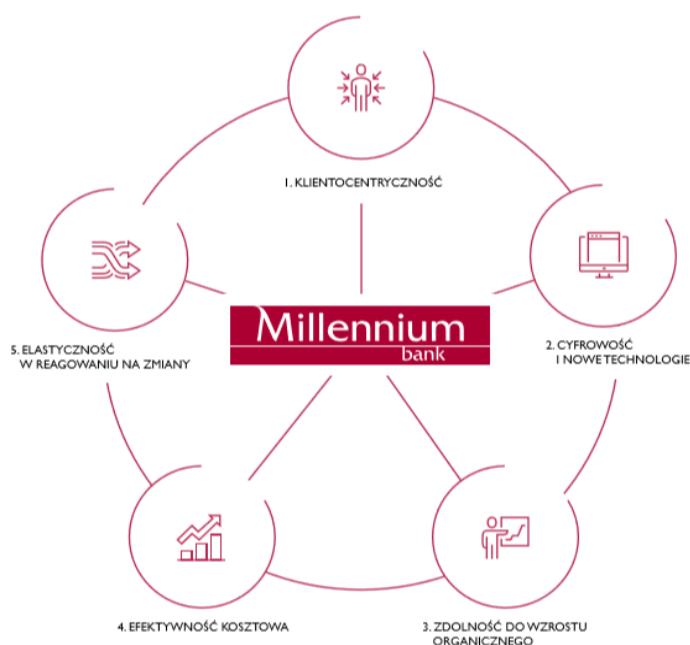 1. KLIENTOCENTRYCZNOŚĆ
Millennium
bank
2. CYFROWOŚĆ
I NOWE TECHNOLOGIE
3. ZDOLNOŚĆ DO WZROSTU
ORGANICZNEGO
4. EFEKTYWNOŚĆ KOSZTOWA
5. ELASTYCZNOŚĆ
W REAGOWANIU NA ZMIANY